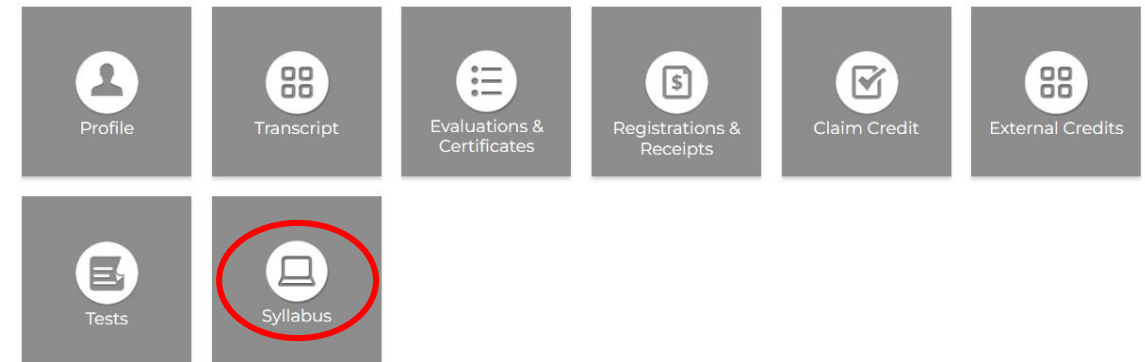 Profile
Transcript
Evaluations &
Certificates
$
Registrations &
Receipts
Claim Credit
External Credits
Tests
Syllabus